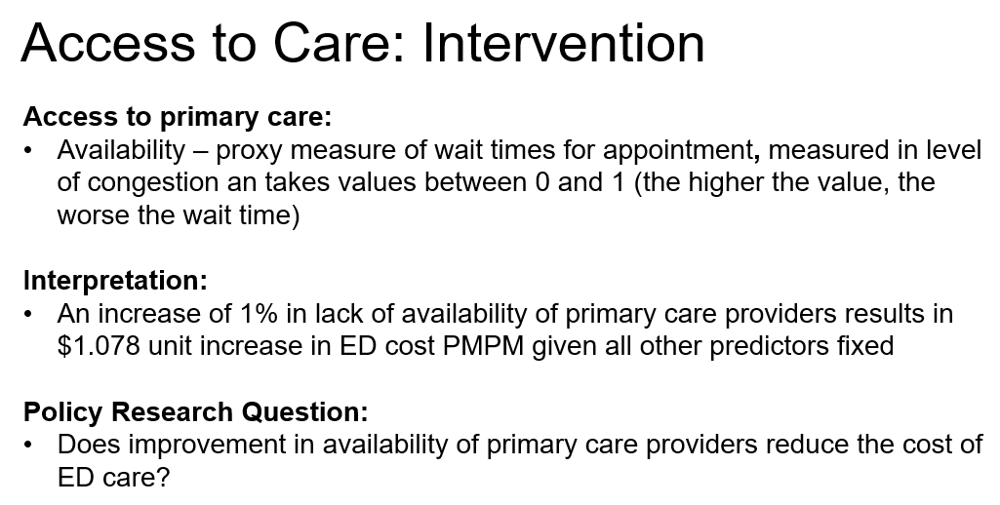 Access to Care: Intervention
Access to primary care:
• Availability – proxy measure of wait times for appointment, measured in level
of congestion an takes values between 0 and 1 (the higher the value, the
worse the wait time)
Interpretation:
• An increase of 1% in lack of availability of primary care providers results in
$1.078 unit increase in ED cost PMPM given all other predictors fixed
Policy Research Question:
• Does improvement in availability of primary care providers reduce the cost of
ED care?